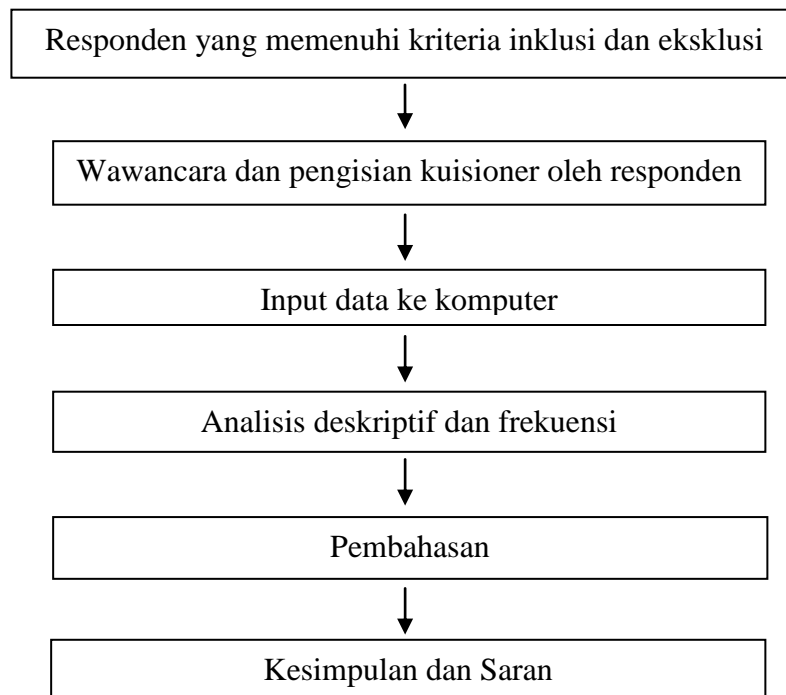 Responden yang memenuhi kriteria inklusi dan eksklusi
Wawancara dan pengisian kuisioner oleh responden
Input data ke komputer
Analisis deskriptif dan frekuensi
Pembahasan
Kesimpulan dan Saran